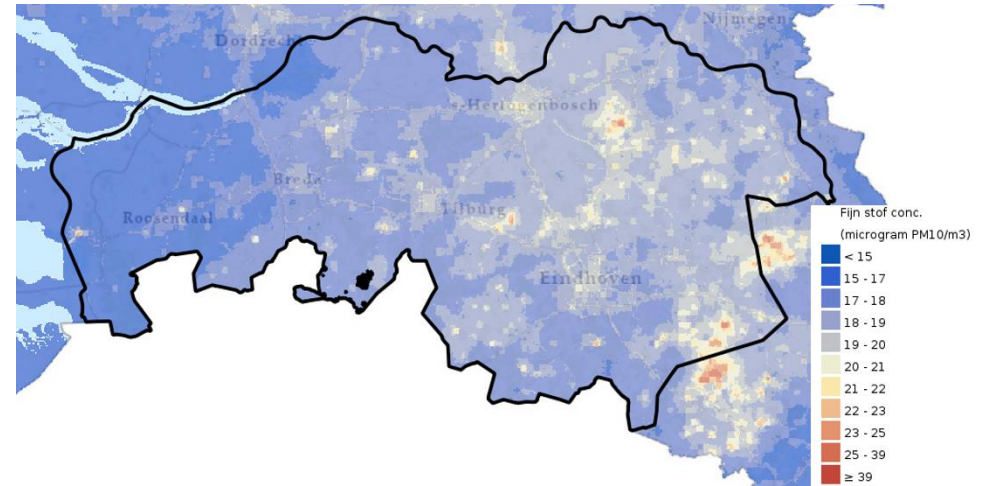 Nijmegen
Dordrecht
's-Hertogenbosch
Breda
Tilburg
Roosendaal
Eindhoven
Fijn stof conc.
(microgram PM10/m3)
< 15
15 - 17
17 - 18
18 - 19
19 - 20
20 - 21
21 - 22
22 - 23
23 - 25
25 - 39
≥ 39